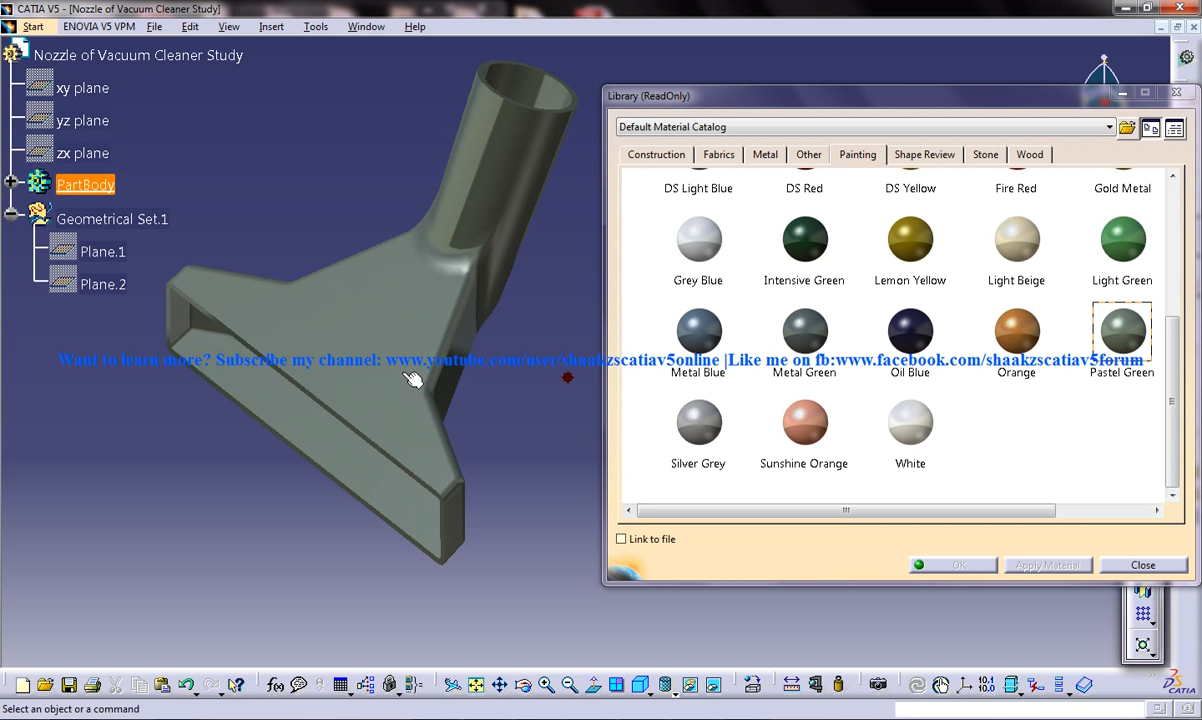 CATIA V5 - [Nozzle of Vacuum Cleaner Study]
Start ENOVIA V5 VPM File Edit View Insert Tools Window Help
Nozzle of Vacuum Cleaner Study
xy plane
yz plane
zx plane
PartBody
Geometrical Set.1
Plane.1
Plane.2
Library (ReadOnly)
Default Material Catalog
Construction Fabrics Metal Other Painting Shape Review Stone Wood
DS Light Blue DS Red DS Yellow Fire Red Gold Metal
Grey Blue Intensive Green Lemon Yellow Light Beige Light Green
Want to learn more? Subscribe my channel: www.youtube.com/user/shaakzscatiav5online |Like me on fb:www.facebook.com/shaakzscatiav5forum
Metal Blue Metal Green Oil Blue Orange Pastel Green
Silver Grey Sunshine Orange White
Link to file
OK Apply Material Close
f(x) 10.1 10.0
DS CATIA
Select an object or a command